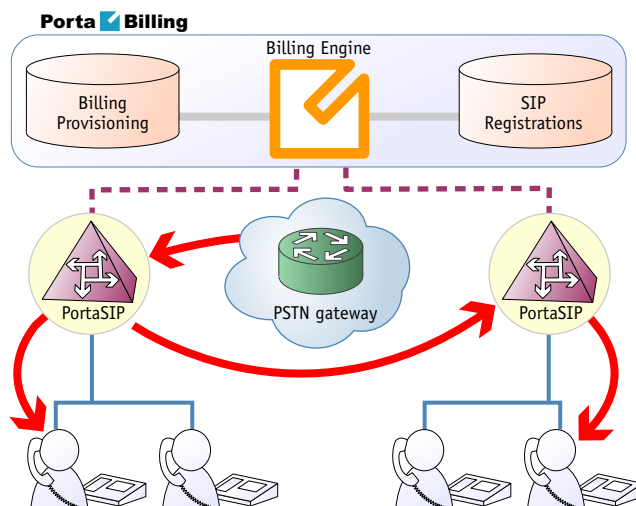 Porta Billing
Billing Engine
Billing
Provisioning
SIP
Registrations
PortaSIP
PSTN gateway
PortaSIP